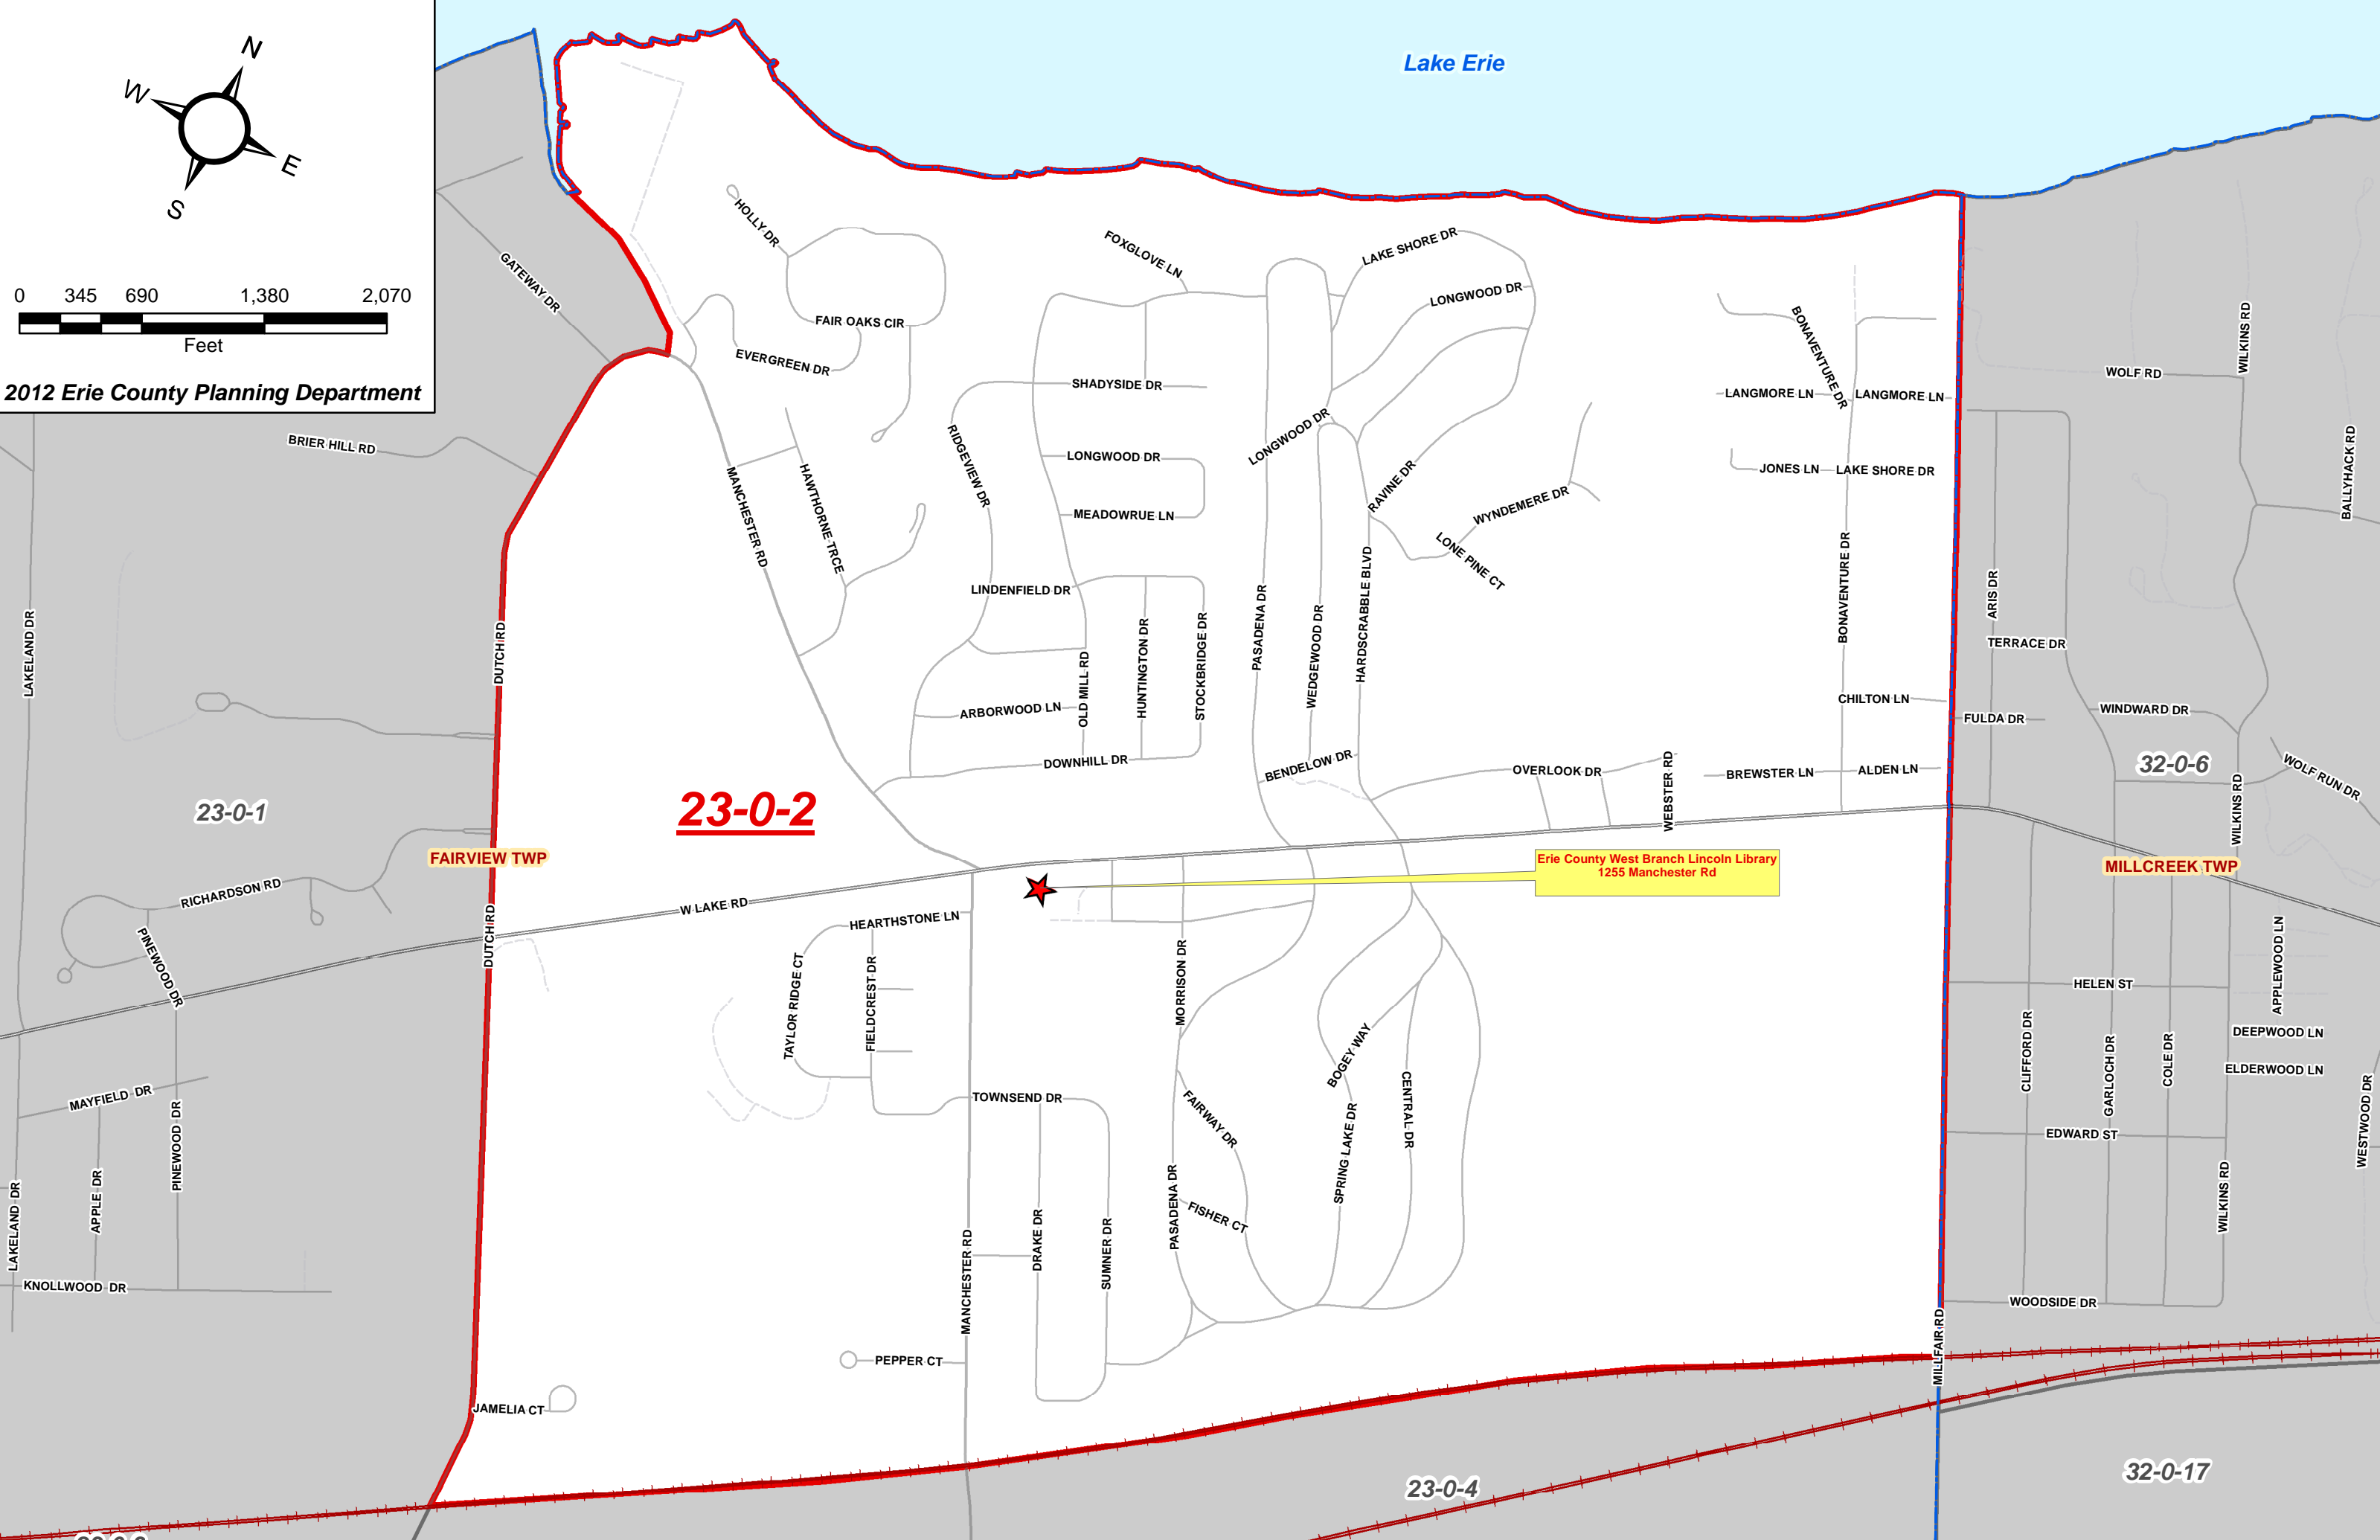 N
W
E
S
0 345 690 1,380 2,070
Feet
2012 Erie County Planning Department
Lake Erie
HOLLY DR
GATEWAY DR
FOXGLOVE LN
LAKE SHORE DR
LONGWOOD DR
FAIR OAKS CIR
EVERGREEN DR
BONAVENTURE DR
WILKINS RD
WOLF RD
SHADYSIDE DR
LANGMORE LN
LANGMORE LN
BRIER HILL RD
RIDGEVIEW DR
LONGWOOD DR
LONGWOOD DR
MANCHESTER RD
HAWTHORNE TRCE
RAVINE DR
WYNDEMERE DR
JONES LN
LAKE SHORE DR
BALLYHACK RD
MEADOWRUE LN
LONE PINE CT
LINDENFIELD DR
LAKELAND DR
DUTCH RD
HUNTINGTON DR
STOCKBRIDGE DR
PASADENA DR
WEDGEWOOD DR
HARDSCRABBLE BLVD
BONAVENTURE DR
ARIS DR
TERRACE DR
OLD MILL RD
ARBORWOOD LN
CHILTON LN
FULDA DR
WINDWARD DR
DOWNHILL DR
BENDELOW DR
OVERLOOK DR
WEBSTER RD
BREWSTER LN
ALDEN LN
32-0-6
WOLF RUN DR
WILKINS RD
23-0-1
23-0-2
FAIRVIEW TWP
MILLCREEK TWP
Erie County West Branch Lincoln Library
1255 Manchester Rd
RICHARDSON RD
W LAKE RD
HEARTHSTONE LN
PINEWOOD DR
DUTCH RD
TAYLOR RIDGE CT
FIELDCREST DR
MORRISON DR
APPLEWOOD LN
HELEN ST
DEEPWOOD LN
BOGEY WAY
CLIFFORD DR
GARLOCH DR
COLE DR
ELDERWOOD LN
MAYFIELD DR
TOWNSEND DR
FAIRWAY DR
CENTRAL DR
WESTWOOD DR
PINEWOOD DR
EDWARD ST
SPRING LAKE DR
APPLE DR
LAKELAND DR
PASADENA DR
FISHER CT
WILKINS RD
DRAKE DR
SUMNER DR
MANCHESTER RD
KNOLLWOOD DR
WOODSIDE DR
MILLFAIR RD
PEPPER CT
JAMELIA CT
23-0-4
32-0-17